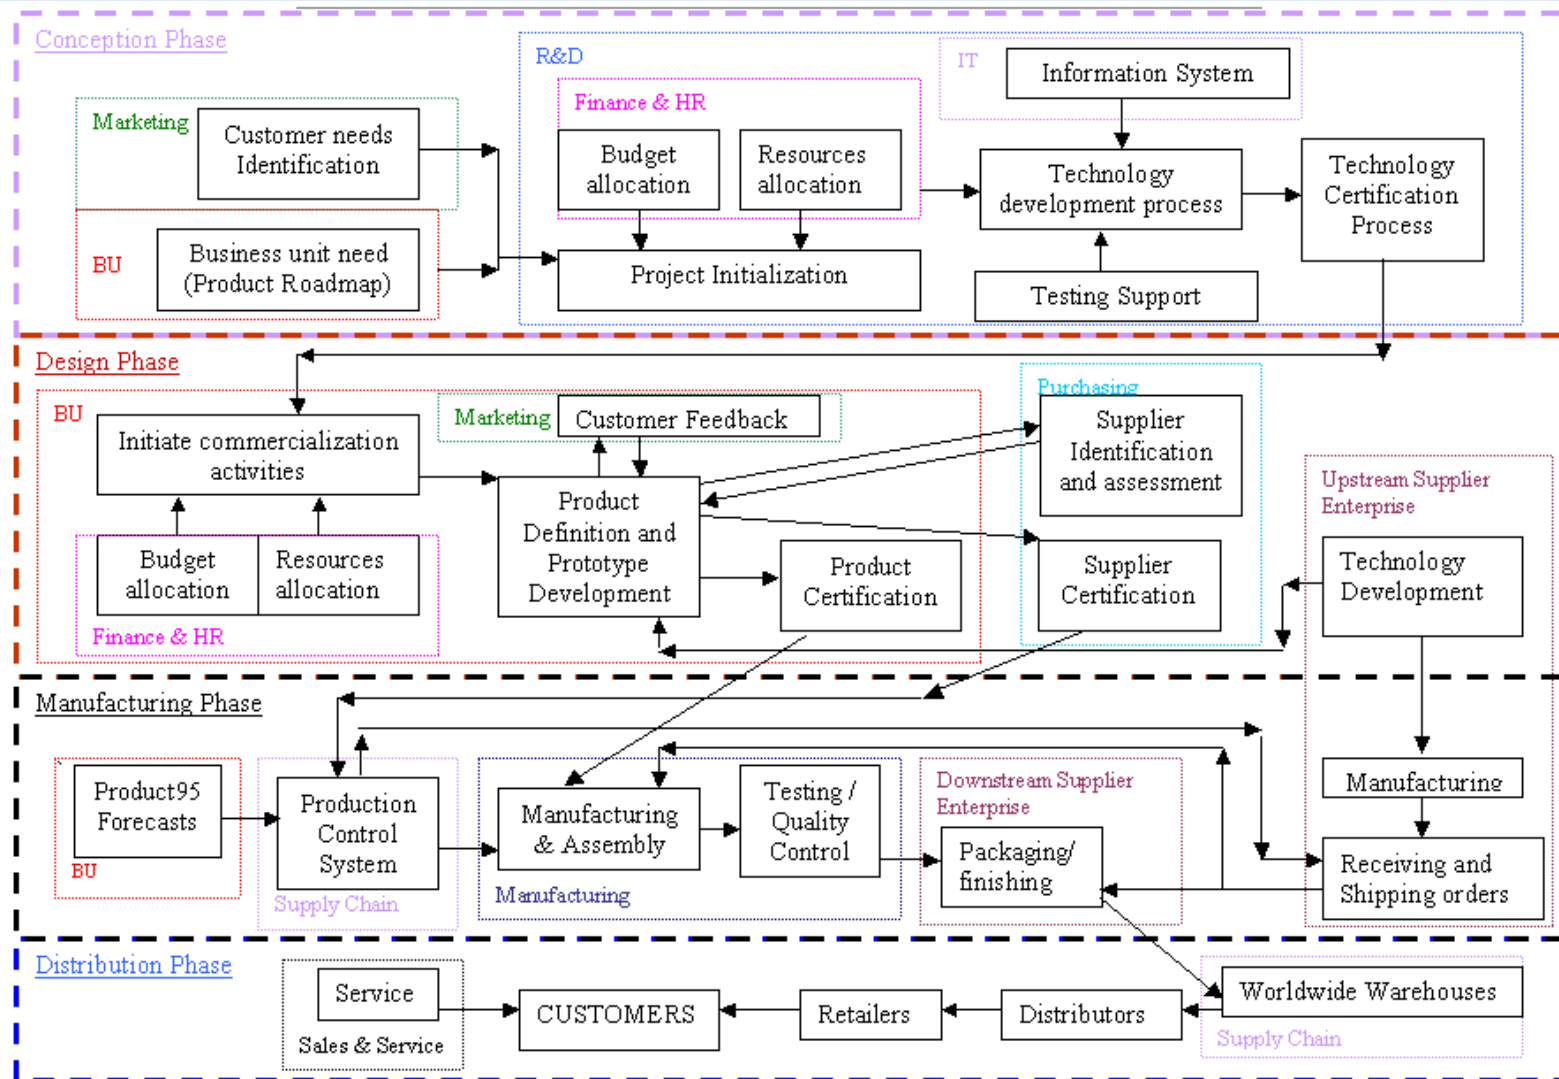 Conception Phase
R&D
IT
Information System
Finance & HR
Marketing
Customer needs
Identification
Budget
allocation
Resources
allocation
Technology
development process
Technology
Certification
Process
BU
Business unit need
(Product Roadmap)
Project Initialization
Testing Support
Design Phase
Purchasing
BU
Marketing
Customer Feedback
Initiate commercialization
activities
Supplier
Identification
and assessment
Upstream Supplier
Enterprise
Product
Definition and
Prototype
Development
Budget
allocation
Resources
allocation
Finance & HR
Product
Certification
Supplier
Certification
Technology
Development
Manufacturing Phase
Product95
Forecasts
BU
Production
Control
System
Supply Chain
Manufacturing
& Assembly
Testing /
Quality
Control
Manufacturing
Downstream Supplier
Enterprise
Packaging/
finishing
Manufacturing
Receiving and
Shipping orders
Distribution Phase
Service
Sales & Service
CUSTOMERS
Retailers
Distributors
Worldwide Warehouses
Supply Chain